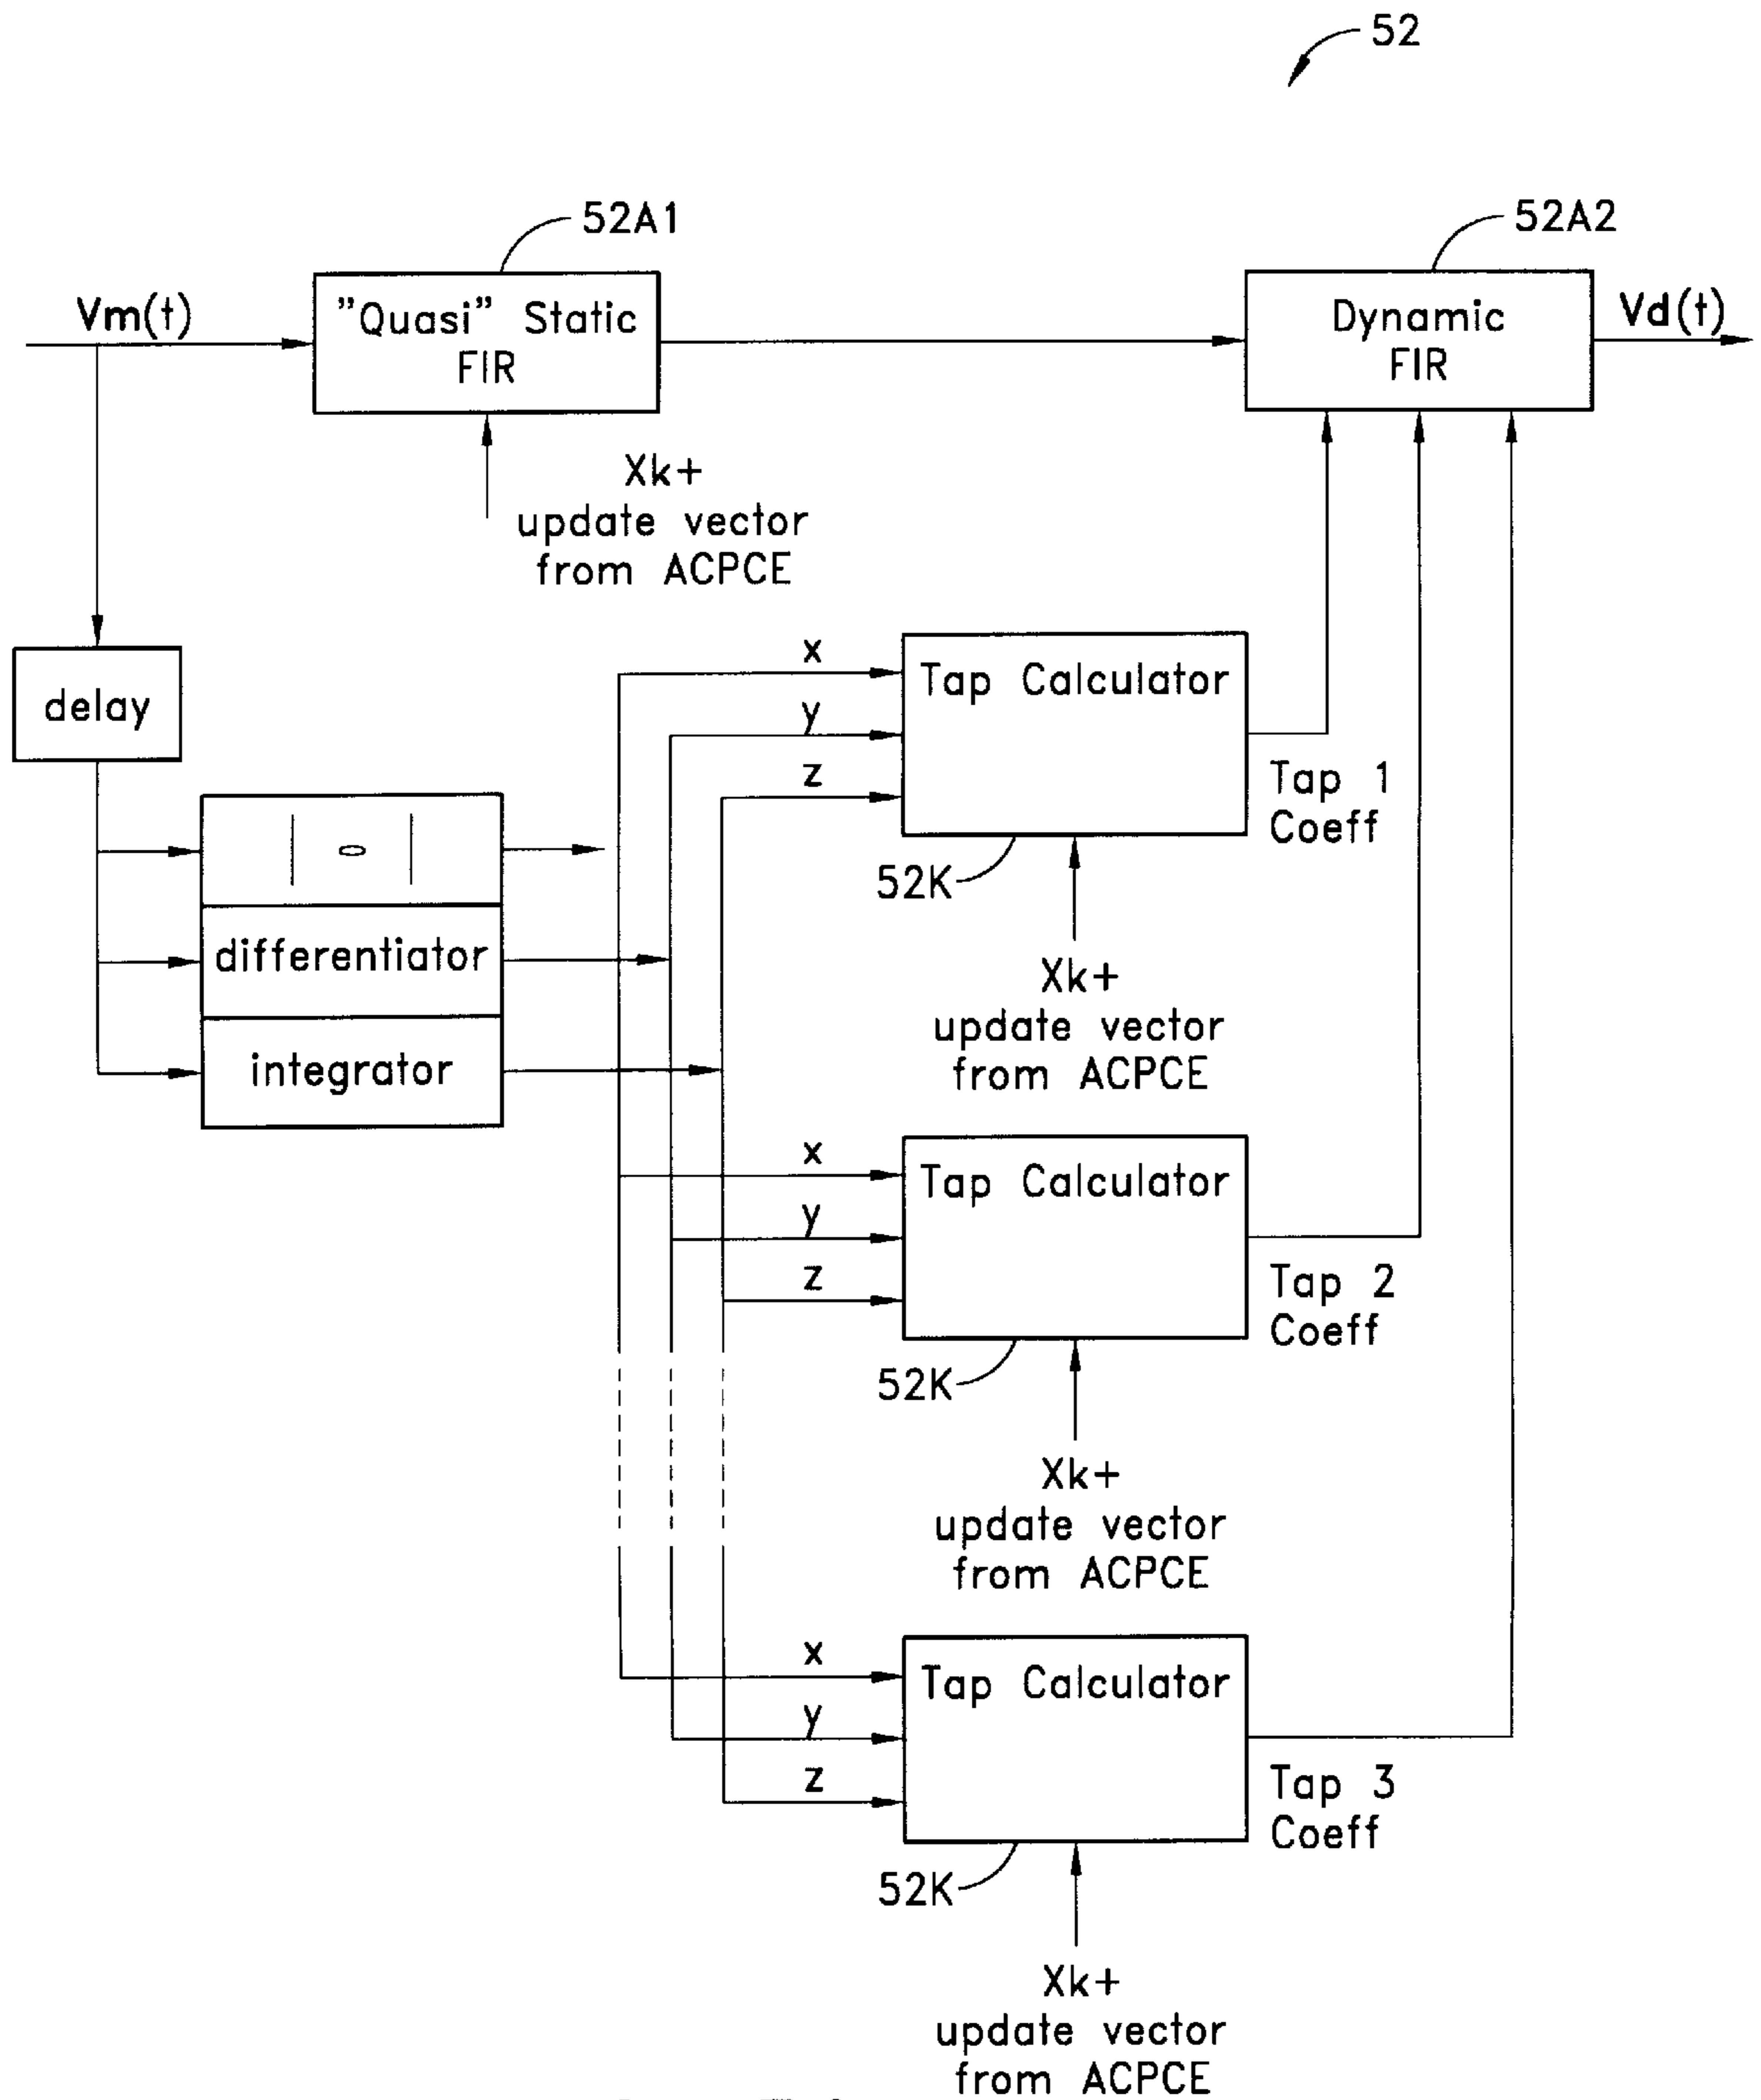 52
52A1
52A2
Vm(t)
"Quasi" Static
FIR
Dynamic
FIR
Vd(t)
Xk+
update vector
from ACPCE
delay
x
y
z
Tap Calculator
Tap 1
Coeff
52K
| o |
differentiator
integrator
Xk+
update vector
from ACPCE
x
y
z
Tap Calculator
Tap 2
Coeff
52K
Xk+
update vector
from ACPCE
x
y
z
Tap Calculator
Tap 3
Coeff
52K
Xk+
update vector
from ACPCE